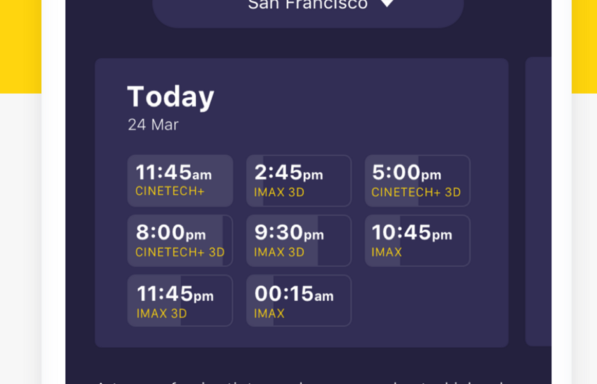 San Francisco
Today
24 Mar
11:45am 2:45pm 5:00pm
CINETECH+ IMAX 3D CINETECH+ 3D
8:00pm 9:30pm 10:45pm
CINETECH+ 3D IMAX 3D IMAX
11:45pm 00:15am
IMAX 3D IMAX